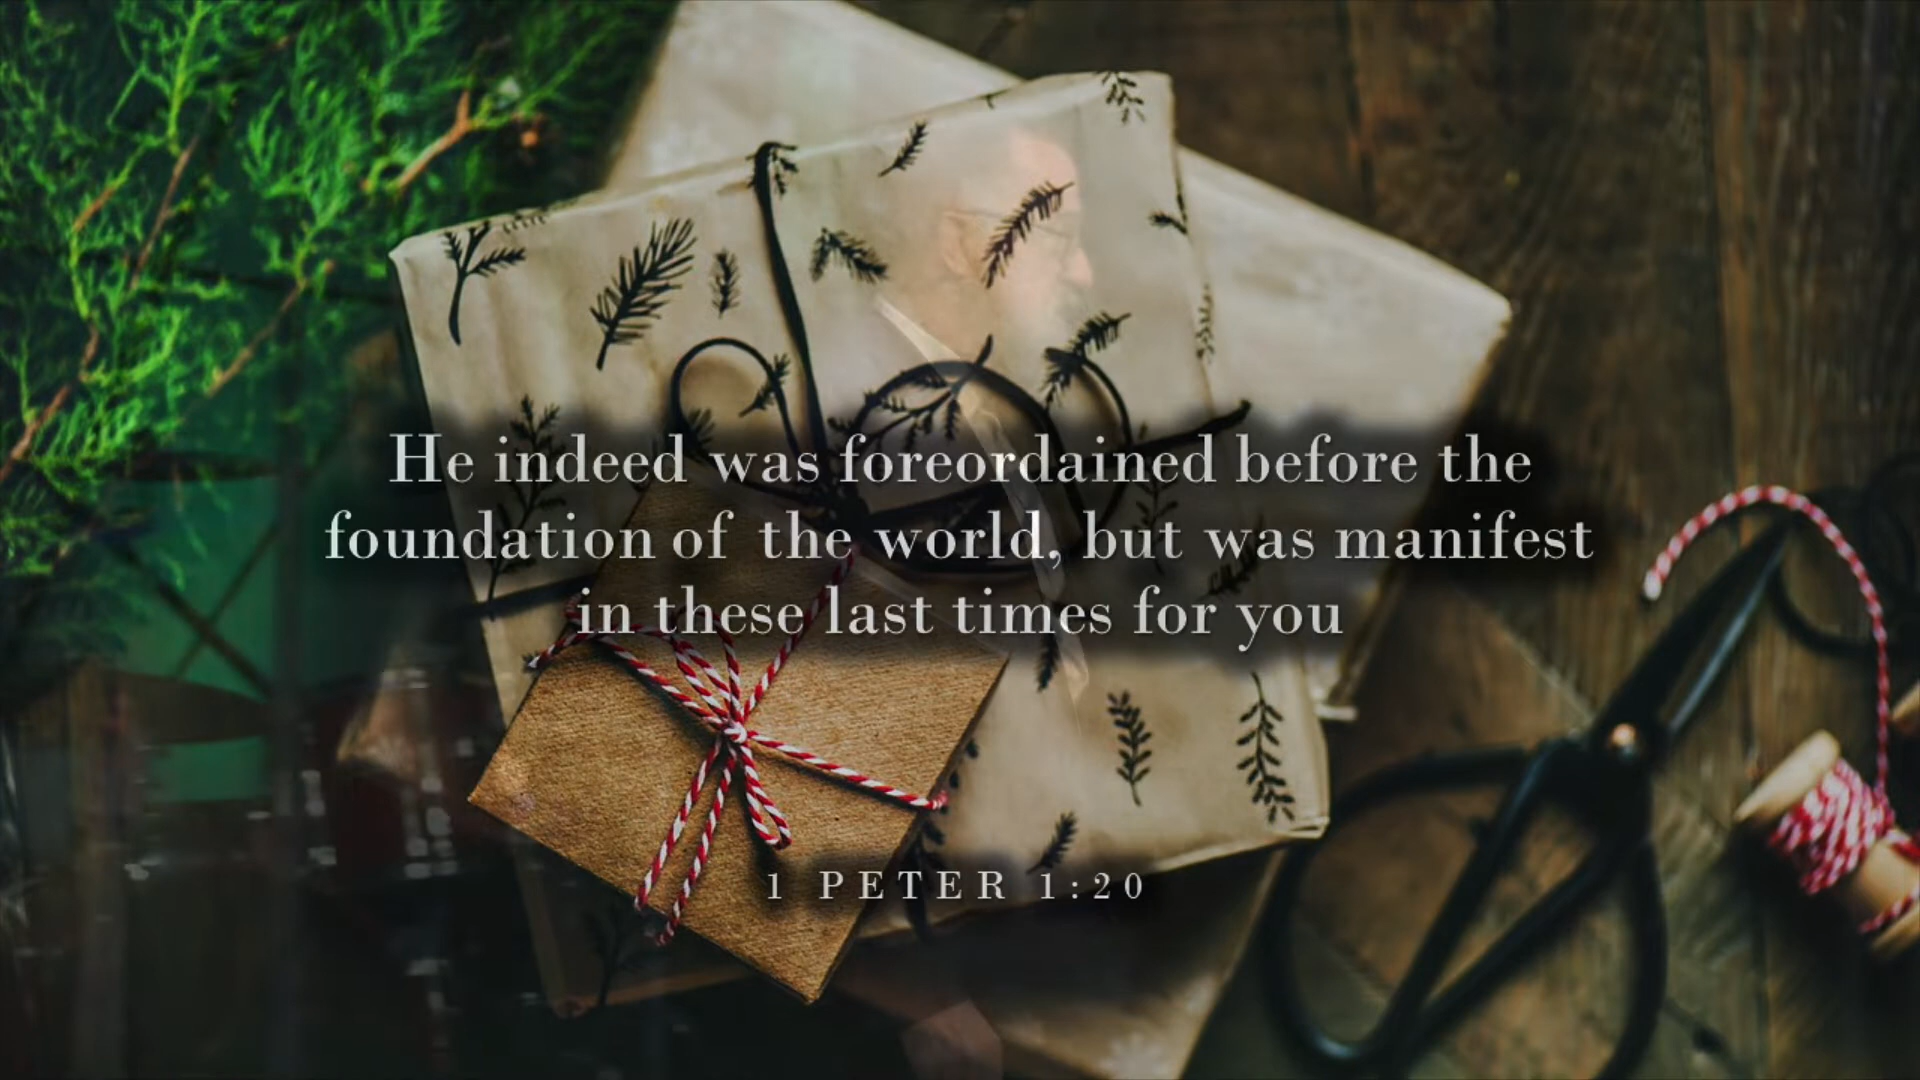 He indeed was foreordained before the
foundation of the world, but was manifest
in these last times for you
1 PETER 1:20